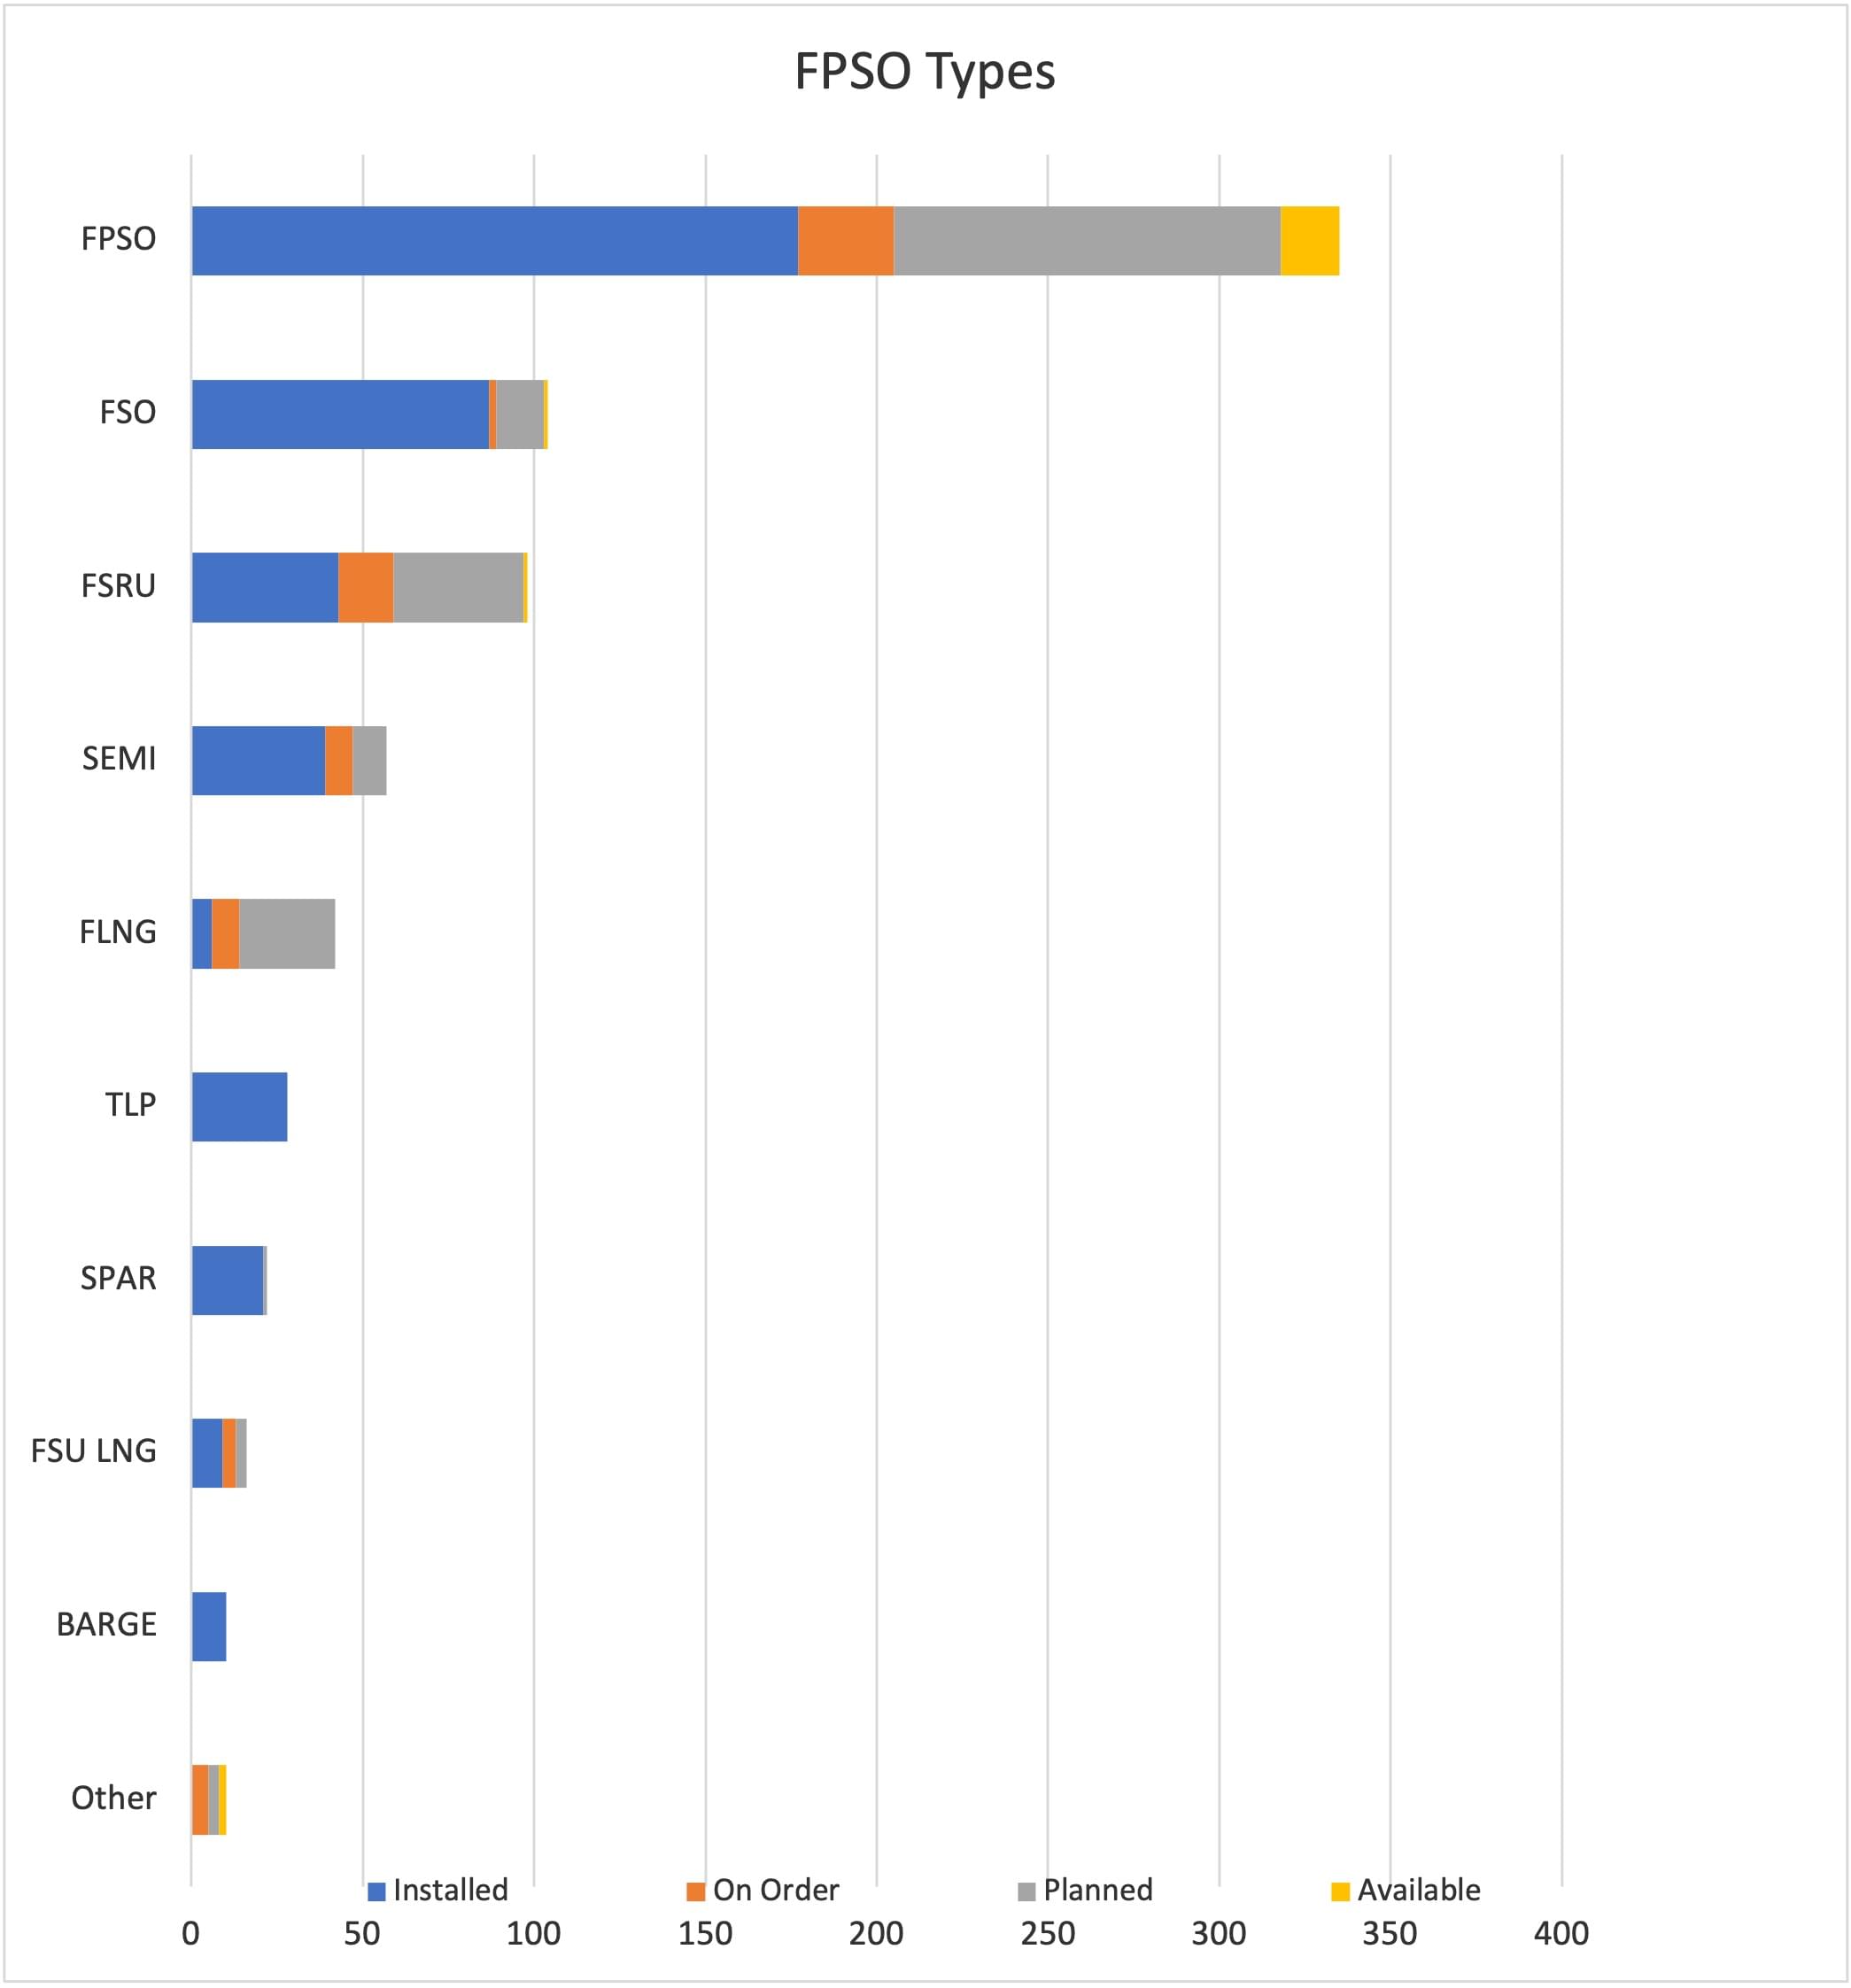 FPSO Types
FPSO
FSO
FSRU
SEMI
FLNG
TLP
SPAR
FSU LNG
BARGE
Other
Installed On Order Planned Available
0 50 100 150 200 250 300 350 400